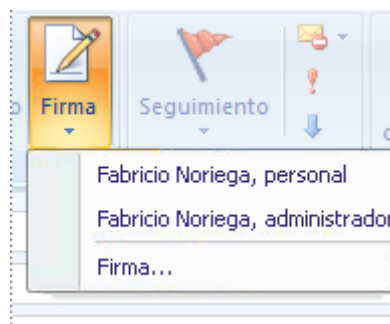 Firma
Seguimiento
Fabricio Noriega, personal
Fabricio Noriega, administrador
Firma...